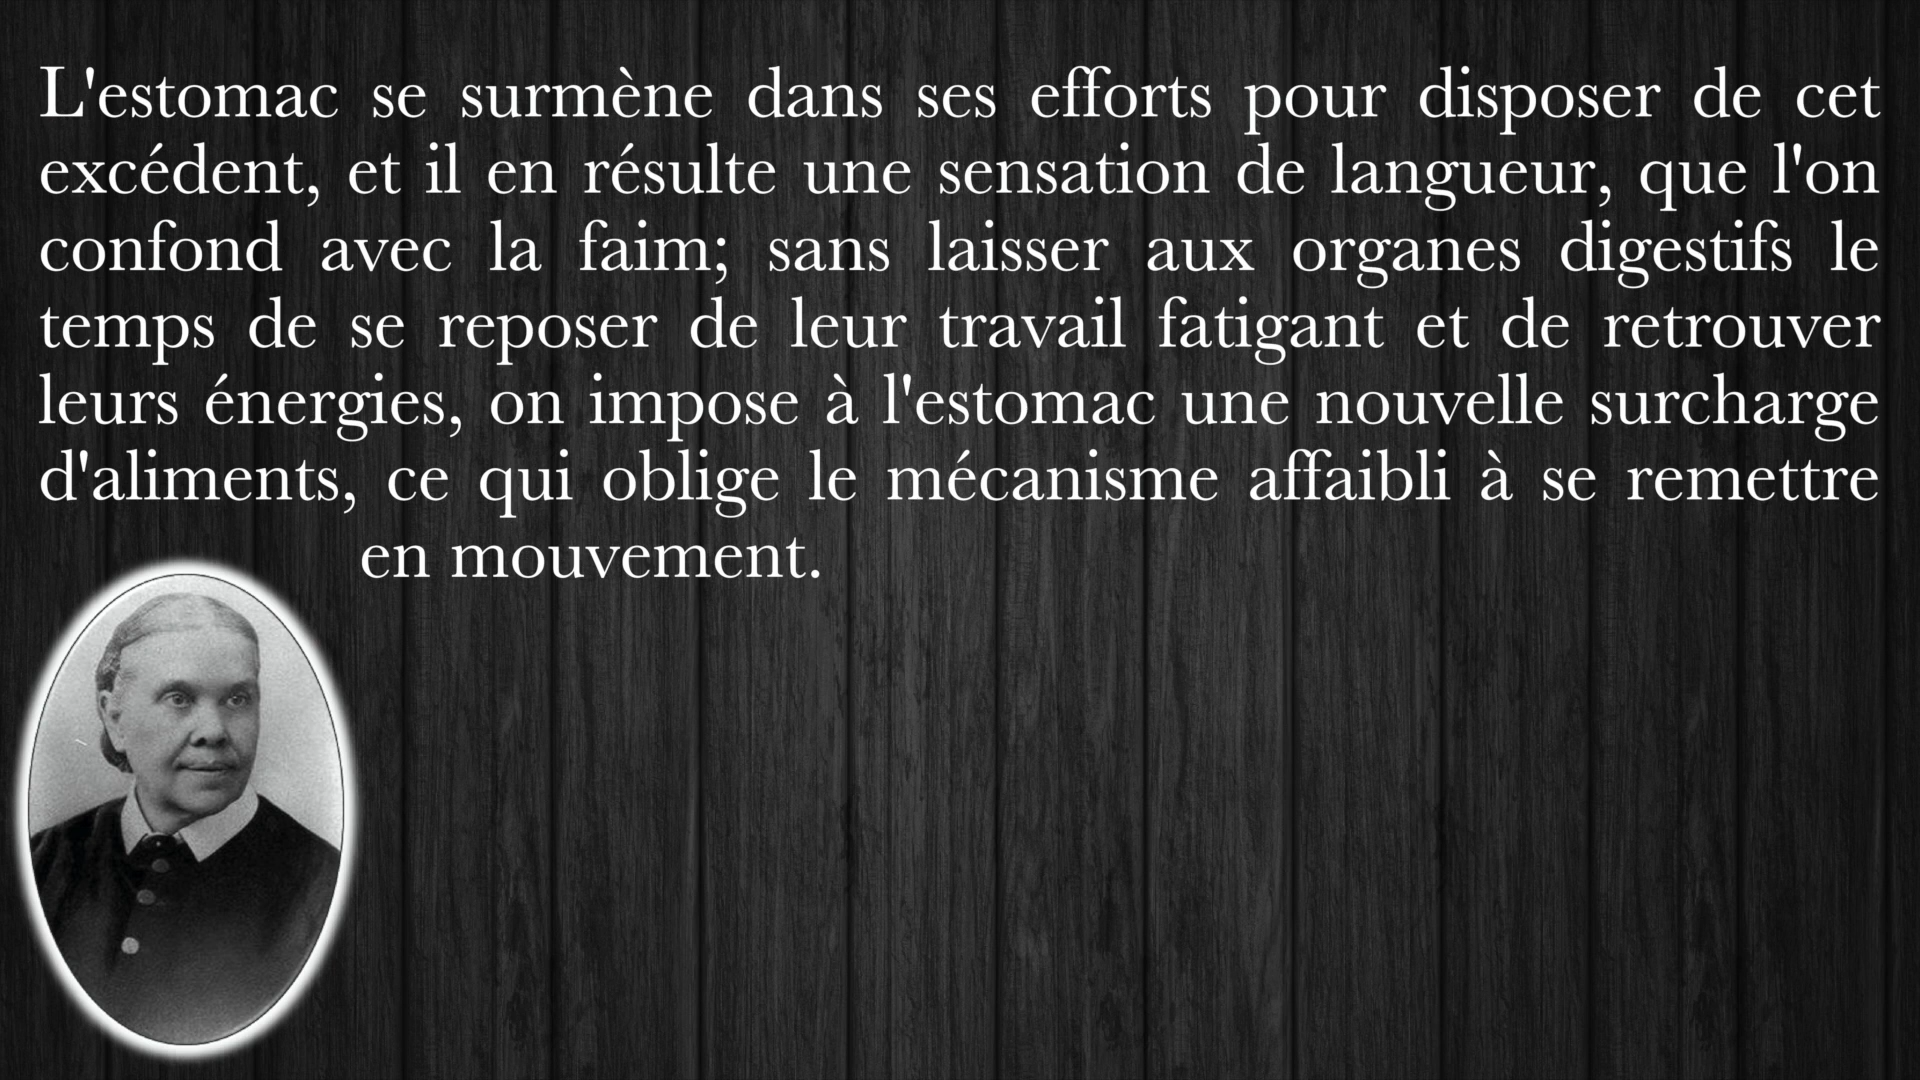 L'estomac se surmène dans ses efforts pour disposer de cet
excédent, et il en résulte une sensation de langueur, que l'on
confond avec la faim; sans laisser aux organes digestifs le
temps de se reposer de leur travail fatigant et de retrouver
leurs énergies, on impose à l'estomac une nouvelle surcharge
d'aliments, ce qui oblige le mécanisme affaibli à se remettre
en mouvement.